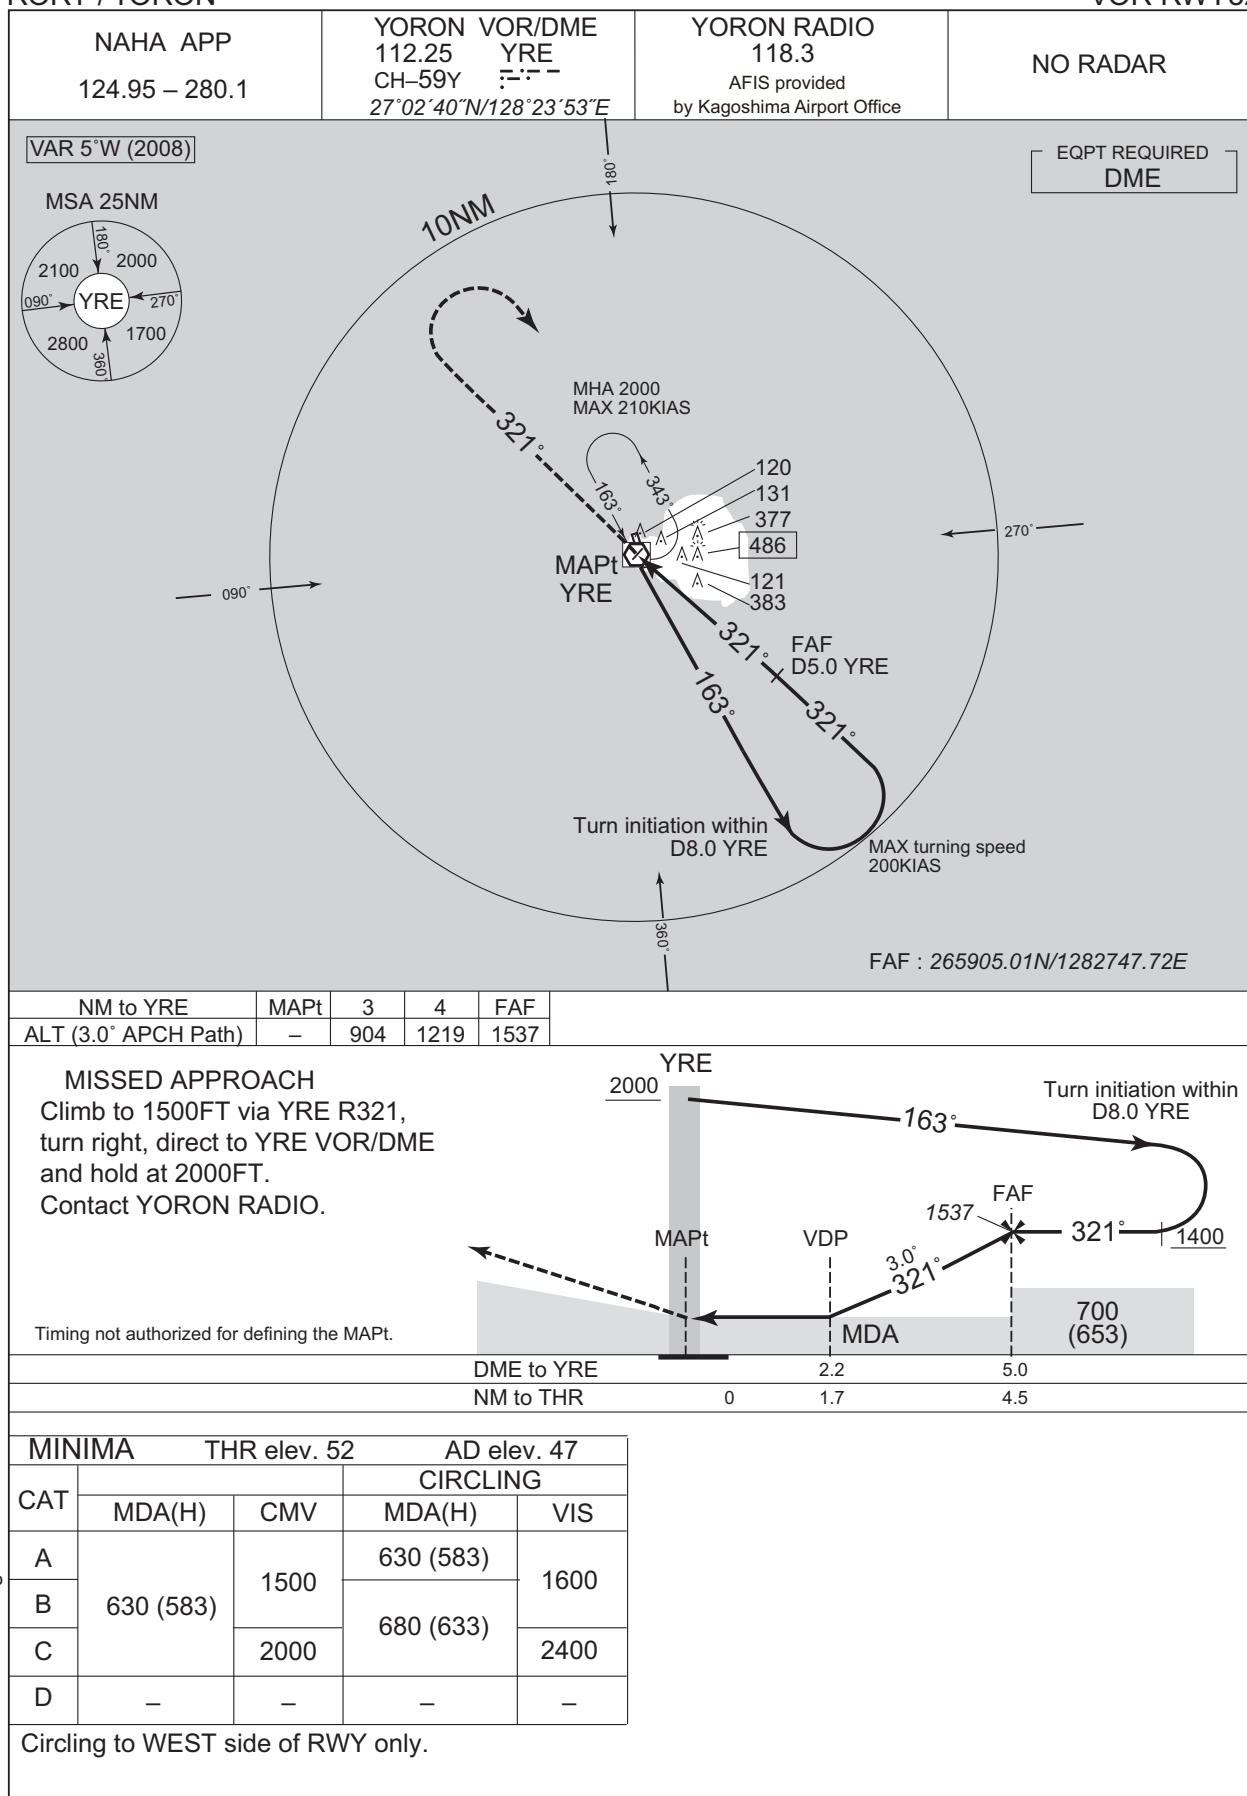 NAHA APP
124.95 – 280.1
YORON VOR/DME
112.25 YRE
CH–59Y
27°02´40˝N/128°23´53˝E
YORON RADIO
118.3
AFIS provided
by Kagoshima Airport Office
NO RADAR
VAR 5°W (2008)
EQPT REQUIRED
DME
MSA 25NM
180°
2100
2000
090°
YRE
270°
2800
1700
360°
180°
10NM
321°
MHA 2000
MAX 210KIAS
163°
343°
120
131
377
486
121
383
270°
090°
MAPt
YRE
321°
FAF
D5.0 YRE
163°
321°
Turn initiation within
D8.0 YRE
MAX turning speed
200KIAS
360°
FAF : 265905.01N/1282747.72E
NM to YRE MAPt 3 4 FAF
ALT (3.0° APCH Path) – 904 1219 1537
MISSED APPROACH
Climb to 1500FT via YRE R321,
turn right, direct to YRE VOR/DME
and hold at 2000FT.
Contact YORON RADIO.
Timing not authorized for defining the MAPt.
YRE
2000
163°
Turn initiation within
D8.0 YRE
FAF
1537
321°
1400
MAPt
VDP
3.0°
321°
MDA
700
(653)
DME to YRE 2.2 5.0
NM to THR 0 1.7 4.5
MINIMA THR elev. 52 AD elev. 47
CAT
CIRCLING
MDA(H) CMV MDA(H) VIS
A
630 (583)
1500
1600
B
630 (583)
680 (633)
C
2000
2400
D – – – –
Circling to WEST side of RWY only.